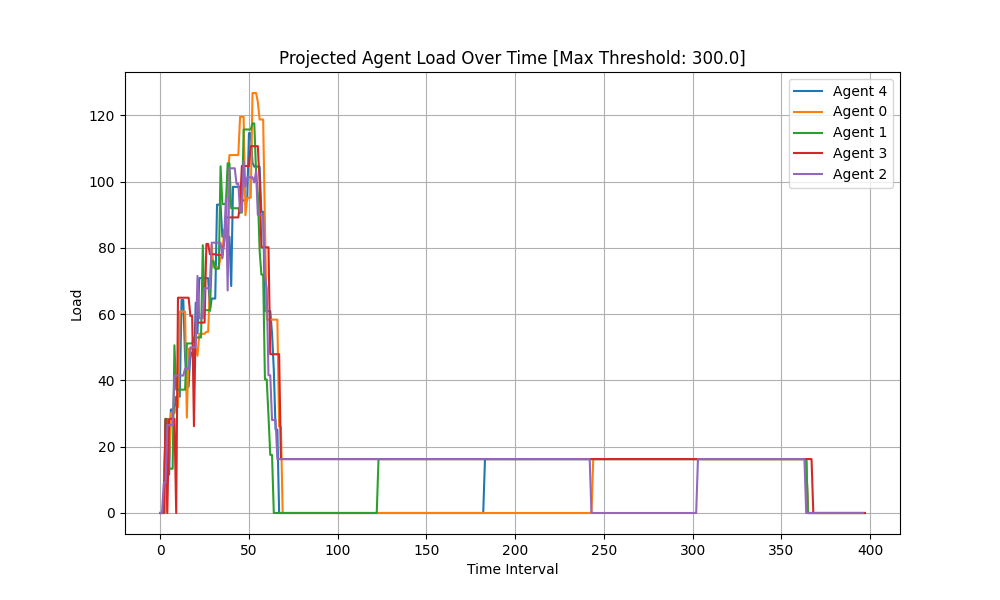 Projected Agent Load Over Time [Max Threshold: 300.0]
Agent 4
Agent 0
Agent 1
Agent 3
Agent 2
Load
120
100
80
60
40
20
0
0 50 100 150 200 250 300 350 400
Time Interval